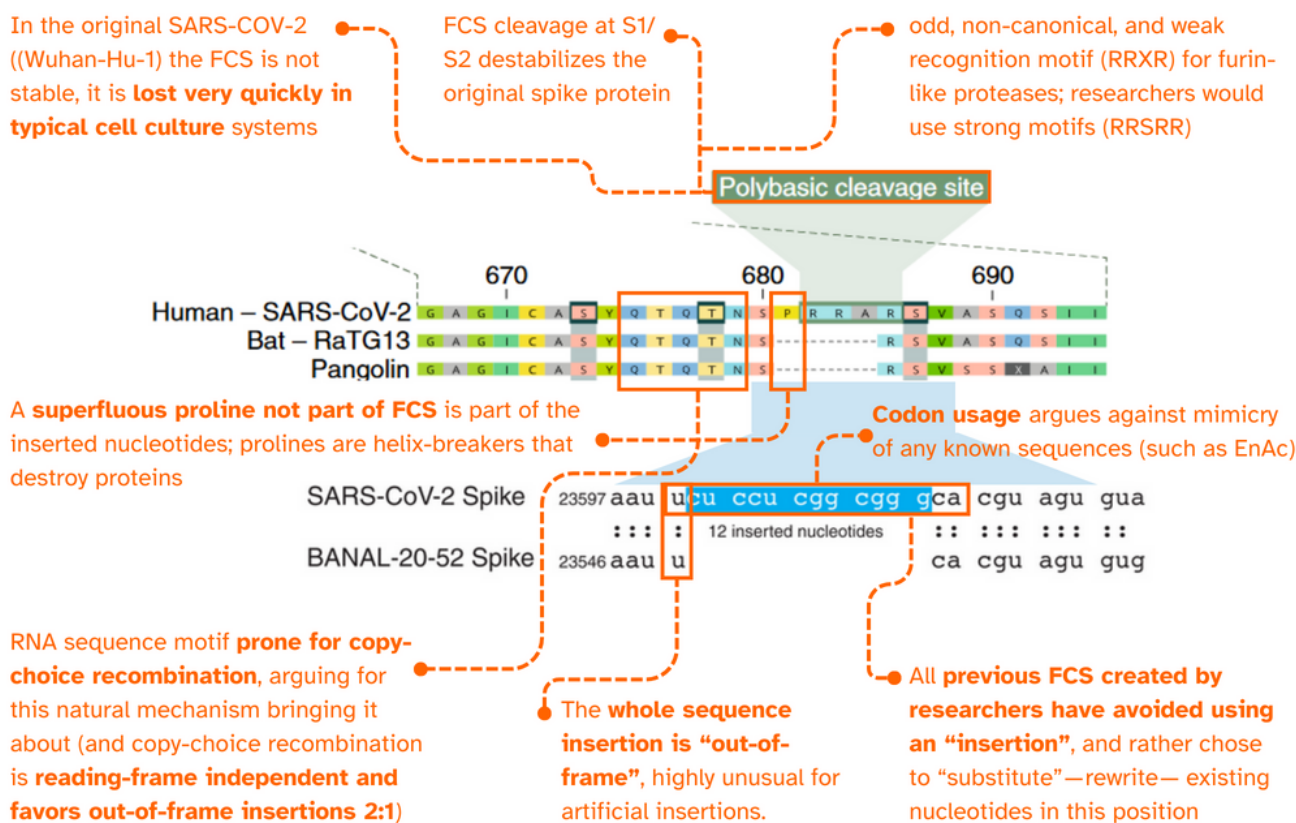 In the original SARS-COV-2
((Wuhan-Hu-1) the FCS is not
stable, it is lost very quickly in
typical cell culture systems
FCS cleavage at S1/
S2 destabilizes the
original spike protein
odd, non-canonical, and weak
recognition motif (RRXR) for furin-
like proteases; researchers would
use strong motifs (RRSRR)
Polybasic cleavage site
670 680 690
Human – SARS-CoV-2 G A G I C A S Y Q T Q T N S P R R A R S V A S Q S I I
Bat – RaTG13 G A G I C A S Y Q T Q T N S - - - - R S V A S Q S I I
Pangolin G A G I C A S Y Q T Q T N S - - - - R S V S S X A I I
A superfluous proline not part of FCS is part of the
inserted nucleotides; prolines are helix-breakers that
destroy proteins
Codon usage argues against mimicry
of any known sequences (such as EnAc)
SARS-CoV-2 Spike 23597 aau ucu ccu cgg cgg gca cgu agu gua
::: : 12 inserted nucleotides :: ::: ::: ::
BANAL-20-52 Spike 23546 aau u ca cgu agu gug
RNA sequence motif prone for copy-
choice recombination, arguing for
this natural mechanism bringing it
about (and copy-choice recombination
is reading-frame independent and
favors out-of-frame insertions 2:1)
The whole sequence
insertion is “out-of-
frame”, highly unusual for
artificial insertions.
All previous FCS created by
researchers have avoided using
an “insertion”, and rather chose
to “substitute”—rewrite— existing
nucleotides in this position